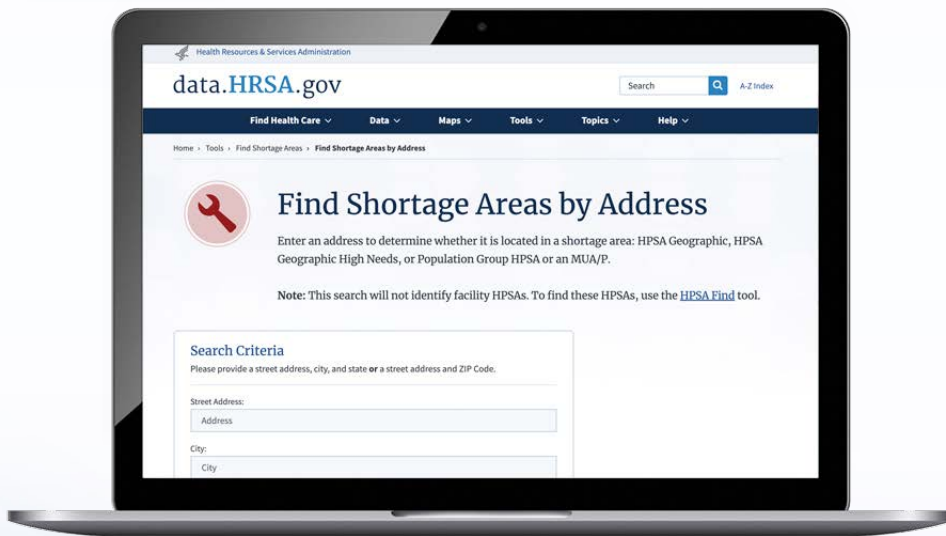 Health Resources & Services Administration
data.HRSA.gov
Search
A-Z Index
Find Health Care Data Maps Tools Topics Help
Home > Tools > Find Shortage Areas > Find Shortage Areas by Address
Find Shortage Areas by Address
Enter an address to determine whether it is located in a shortage area: HPSA Geographic, HPSA
Geographic High Needs, or Population Group HPSA or an MUA/P.
Note: This search will not identify facility HPSAs. To find these HPSAs, use the HPSA Find tool.
Search Criteria
Please provide a street address, city, and state or a street address and ZIP Code.
Street Address:
Address
City:
City